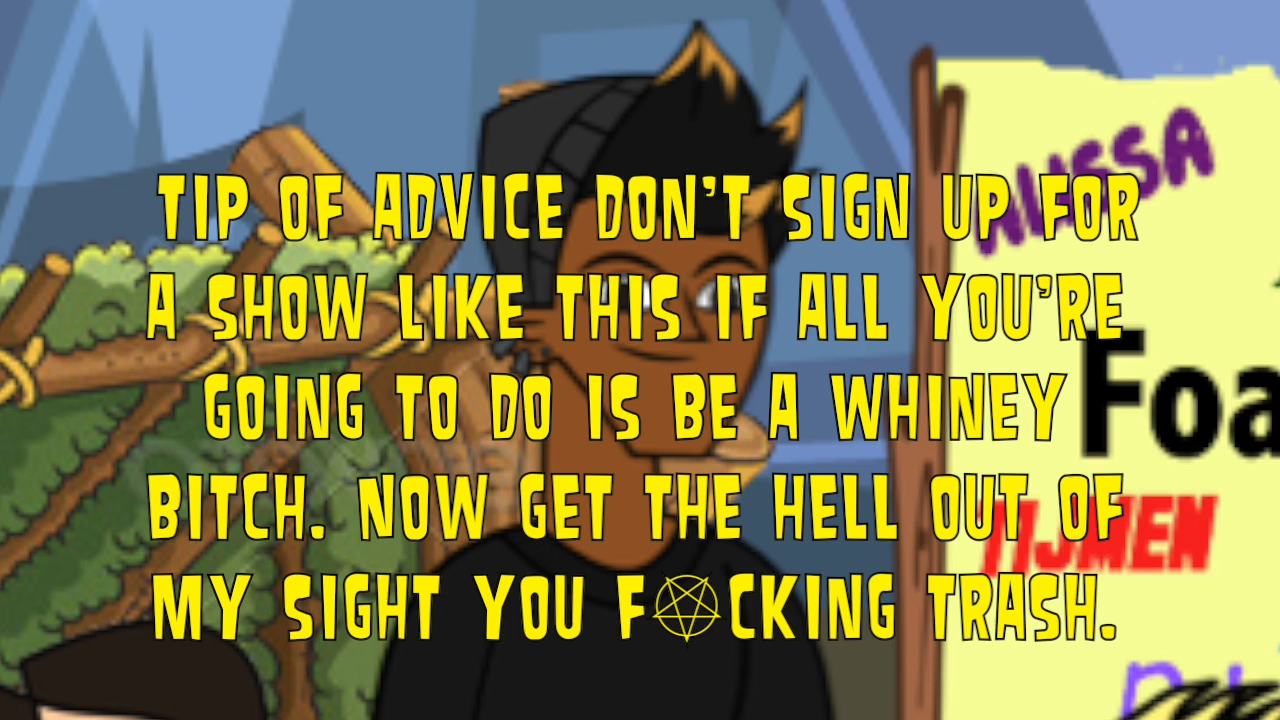 TIP OF ADVICE DON'T SIGN UP FOR
A SHOW LIKE THIS IF ALL YOU'RE
GOING TO DO IS BE A WHINEY
BITCH. NOW GET THE HELL OUT OF
MY SIGHT YOU F⛧CKING TRASH.
ALISSA
Foa
TIJMEN